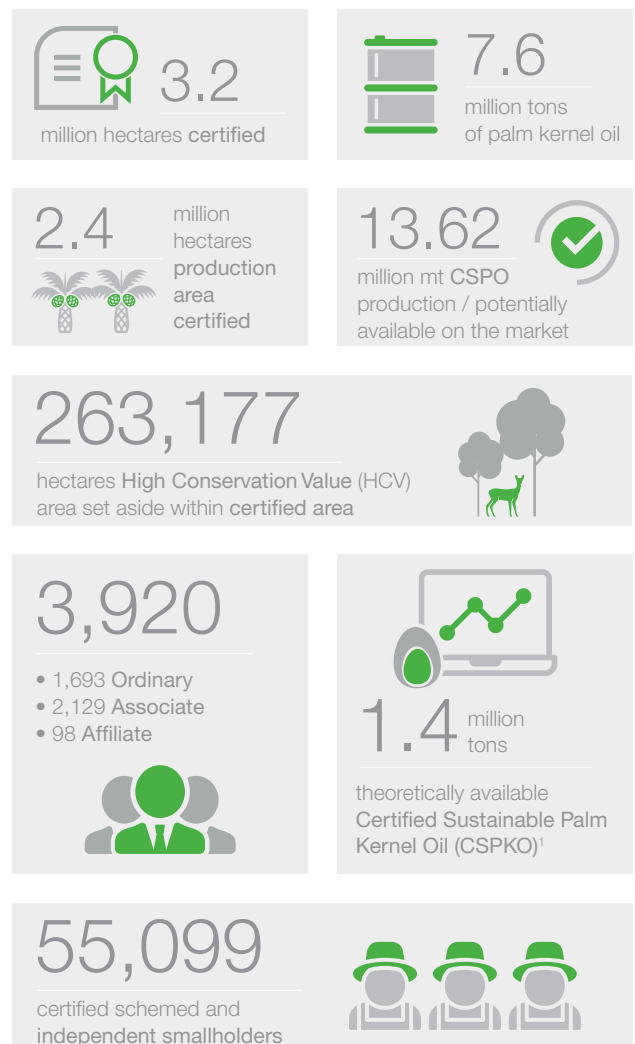 3.2
million hectares certified
7.6
million tons
of palm kernel oil
2.4
million
hectares
production
area
certified
13.62
million mt CSPO
production / potentially
available on the market
263,177
hectares High Conservation Value (HCV)
area set aside within certified area
3,920
• 1,693 Ordinary
• 2,129 Associate
• 98 Affiliate
1.4 million
tons
theoretically available
Certified Sustainable Palm
Kernel Oil (CSPKO)¹
55,099
certified schemed and
independent smallholders